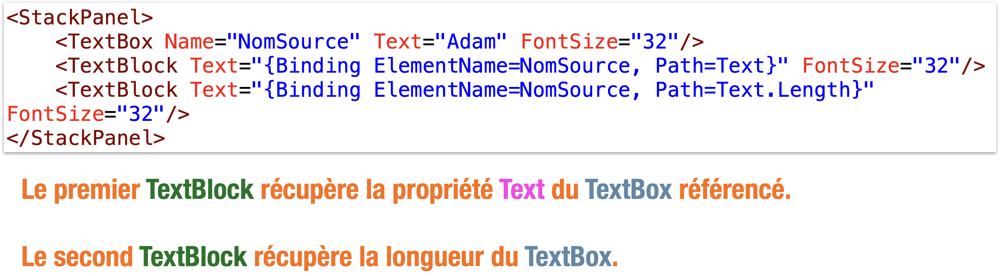 <StackPanel>
    <TextBox Name="NomSource" Text="Adam" FontSize="32"/>
    <TextBlock Text="{Binding ElementName=NomSource, Path=Text}" FontSize="32"/>
    <TextBlock Text="{Binding ElementName=NomSource, Path=Text.Length}"
FontSize="32"/>
</StackPanel>
Le premier TextBlock récupère la propriété Text du TextBox référencé.
Le second TextBlock récupère la longueur du TextBox.